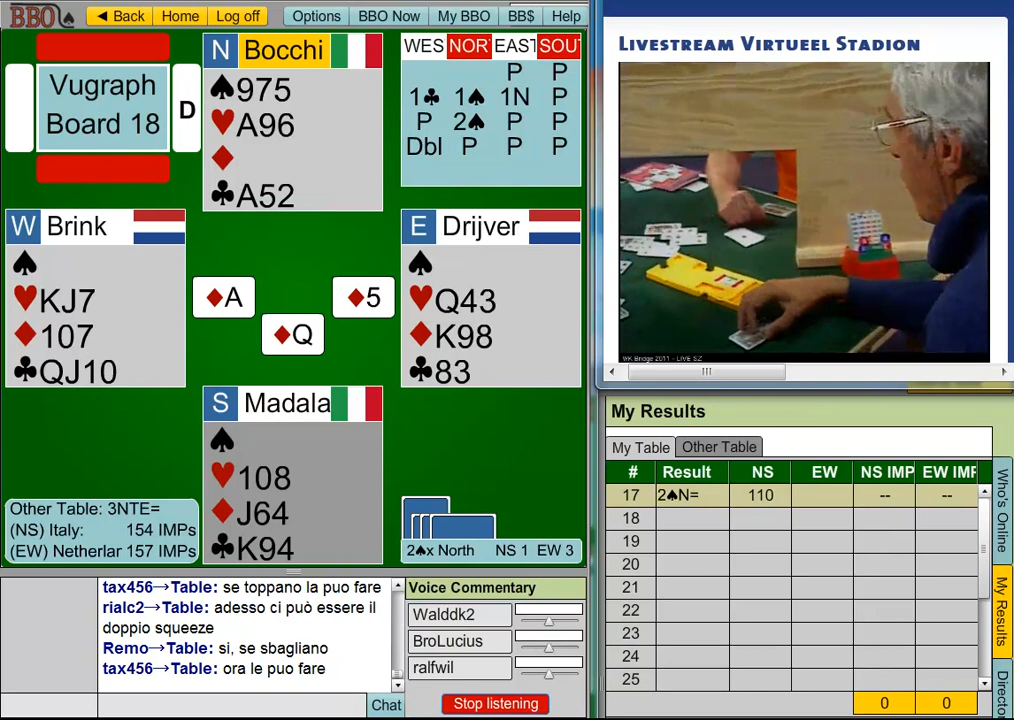 BBO Back Home Log off Options BBO Now My BBO BB$ Help
Vugraph
Board 18
D
N Bocchi
♠975
♥A96
♦
♣A52
WES NOR EAST SOU
P P
1♣ 1♠ 1N P
P 2♠ P P
Dbl P P P
W Brink
♠
♥KJ7
♦107
♣QJ10
♦A
♦5
♦Q
E Drijver
♠
♥Q43
♦K98
♣83
S Madala
♠
♥108
♦J64
♣K94
Other Table: 3NTE=
(NS) Italy: 154 IMPs
(EW) Netherlar 157 IMPs
2♠x North NS 1 EW 3
tax456→Table: se toppano la puo fare
rialc2→Table: adesso ci può essere il
doppio squeeze
Remo→Table: si, se sbagliano
tax456→Table: ora le puo fare
Chat
Voice Commentary
Walddk2
BroLucius
ralfwil
Stop listening
Livestream Virtueel Stadion
WK Bridge 2011 - LIVE SZ
My Results
My Table Other Table
# Result NS EW NS IMP EW IMF
17 2♠N= 110 -- --
18
19
20
21
22
23
24
25
0 0
Who's Online
My Results
Director